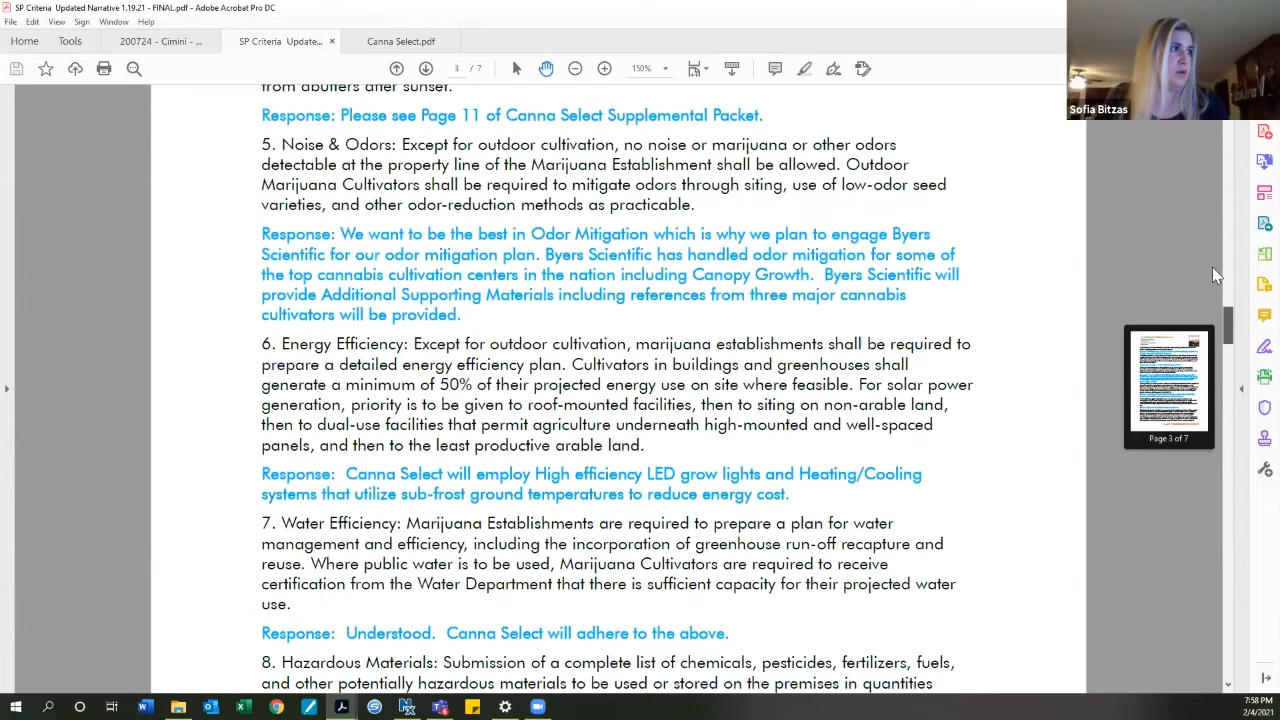 SP Criteria Updated Narrative 1.19.21 - FINAL.pdf - Adobe Acrobat Pro DC
File Edit View Sign Window Help
Home Tools 200724 - Cimini - ... SP Criteria Update... × Canna Select.pdf
3 / 7 150%
Sofia Bitzas
from abutters after sunset.
Response: Please see Page 11 of Canna Select Supplemental Packet.
5. Noise & Odors: Except for outdoor cultivation, no noise or marijuana or other odors
detectable at the property line of the Marijuana Establishment shall be allowed. Outdoor
Marijuana Cultivators shall be required to mitigate odors through siting, use of low-odor seed
varieties, and other odor-reduction methods as practicable.
Response: We want to be the best in Odor Mitigation which is why we plan to engage Byers
Scientific for our odor mitigation plan. Byers Scientific has handled odor mitigation for some of
the top cannabis cultivation centers in the nation including Canopy Growth. Byers Scientific will
provide Additional Supporting Materials including references from three major cannabis
cultivators will be provided.
6. Energy Efficiency: Except for outdoor cultivation, marijuana establishments shall be required to
prepare a detailed energy efficiency plan. Cultivators in buildings and greenhouses shall
generate a minimum of 50% of their projected energy use on site where feasible. For solar power
generation, priority is to be given to roof-mounted facilities, then to siting on non-arable land,
then to dual-use facilities that permit agriculture underneath high-mounted and well-spaced
panels, and then to the least productive arable land.
Response: Canna Select will employ High efficiency LED grow lights and Heating/Cooling
systems that utilize sub-frost ground temperatures to reduce energy cost.
7. Water Efficiency: Marijuana Establishments are required to prepare a plan for water
management and efficiency, including the incorporation of greenhouse run-off recapture and
reuse. Where public water is to be used, Marijuana Cultivators are required to receive
certification from the Water Department that there is sufficient capacity for their projected water
use.
Response: Understood. Canna Select will adhere to the above.
8. Hazardous Materials: Submission of a complete list of chemicals, pesticides, fertilizers, fuels,
and other potentially hazardous materials to be used or stored on the premises in quantities
Page 3 of 7
7:58 PM
2/4/2021